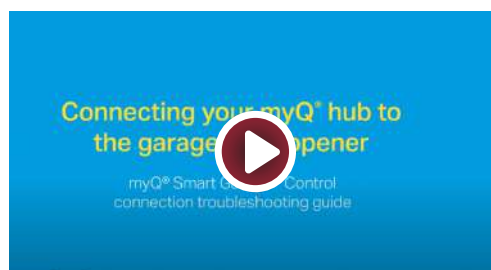 Connecting your myQ® hub to
the garage opener
myQ® Smart G Control
connection troubleshooting guide